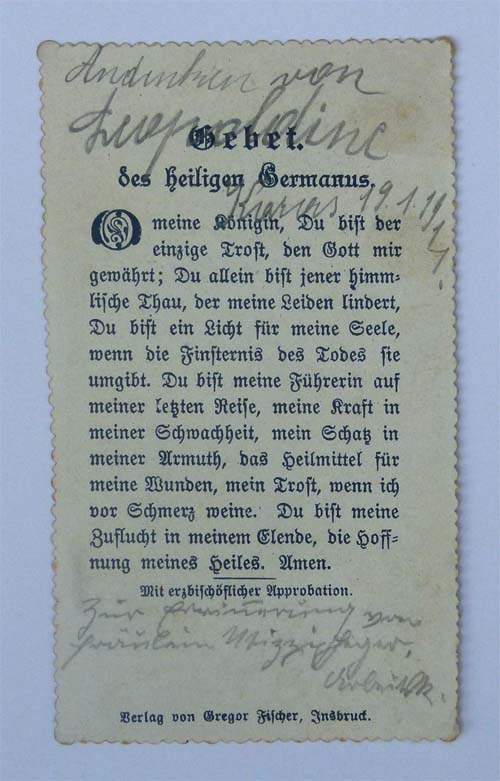 Andenken von
Leopoldine
Gebet.
des heiligen Germanus.
19.1.19
O meine Königin, Du bist der
einzige Trost, den Gott mir
gewährt; Du allein bist jener himm-
lische Thau, der meine Leiden lindert,
Du bist ein Licht für meine Seele,
wenn die Finsternis des Todes sie
umgibt. Du bist meine Führerin auf
meiner letzten Reise, meine Kraft in
meiner Schwachheit, mein Schatz in
meiner Armuth, das Heilmittel für
meine Wunden, mein Trost, wenn ich
vor Schmerz weine. Du bist meine
Zuflucht in meinem Elende, die Hoff-
nung meines Heiles. Amen.
Mit erzbischöflicher Approbation.
Zur Erinnerung von
Fräulein
Verlag von Gregor Fischer, Innsbruck.